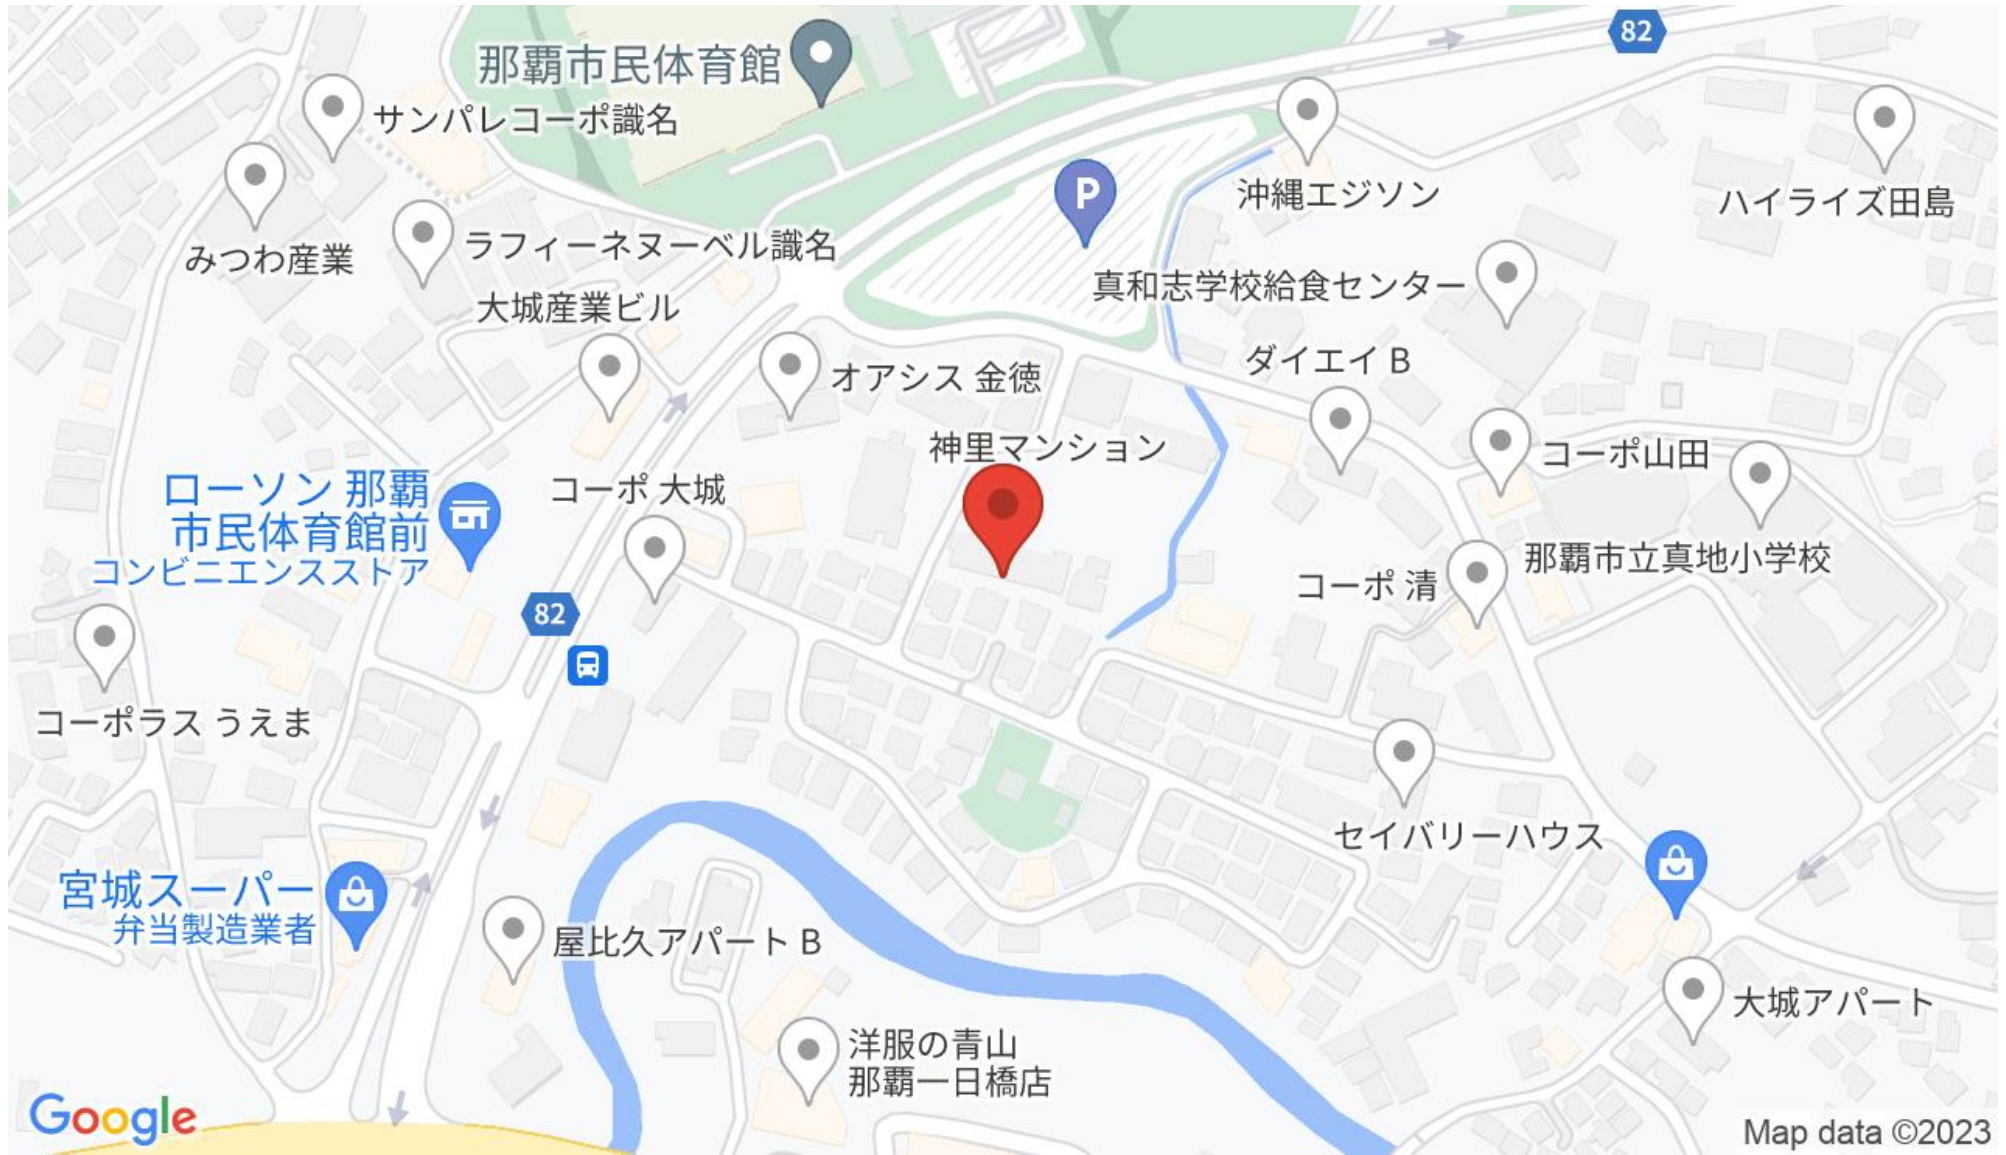 82
那覇市民体育館
サンパレコーポ識名
P
沖縄エジソン
ハイライズ田島
みつわ産業
ラフィーネヌーベル識名
真和志学校給食センター
大城産業ビル
ダイエイ B
オアシス 金徳
神里マンション
コーポ山田
ローソン 那覇
市民体育館前
コンビニエンスストア
コーポ 大城
那覇市立真地小学校
コーポ 清
82
コーポラス うえま
セイバリーハウス
宮城スーパー
弁当製造業者
屋比久アパート B
大城アパート
洋服の青山
那覇一日橋店
Google
Map data ©2023